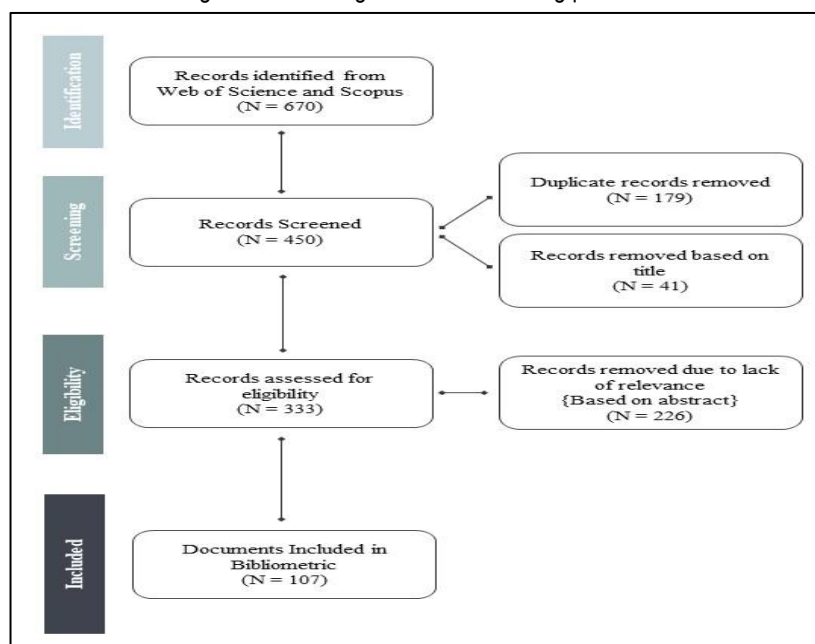 Identification
Records identified from
Web of Science and Scopus
(N = 670)
Screening
Records Screened
(N = 450)
Duplicate records removed
(N = 179)
Records removed based on
title
(N = 41)
Eligibility
Records assessed for
eligibility
(N = 333)
Records removed due to lack
of relevance
{Based on abstract}
(N = 226)
Included
Documents Included in
Bibliometric
(N = 107)